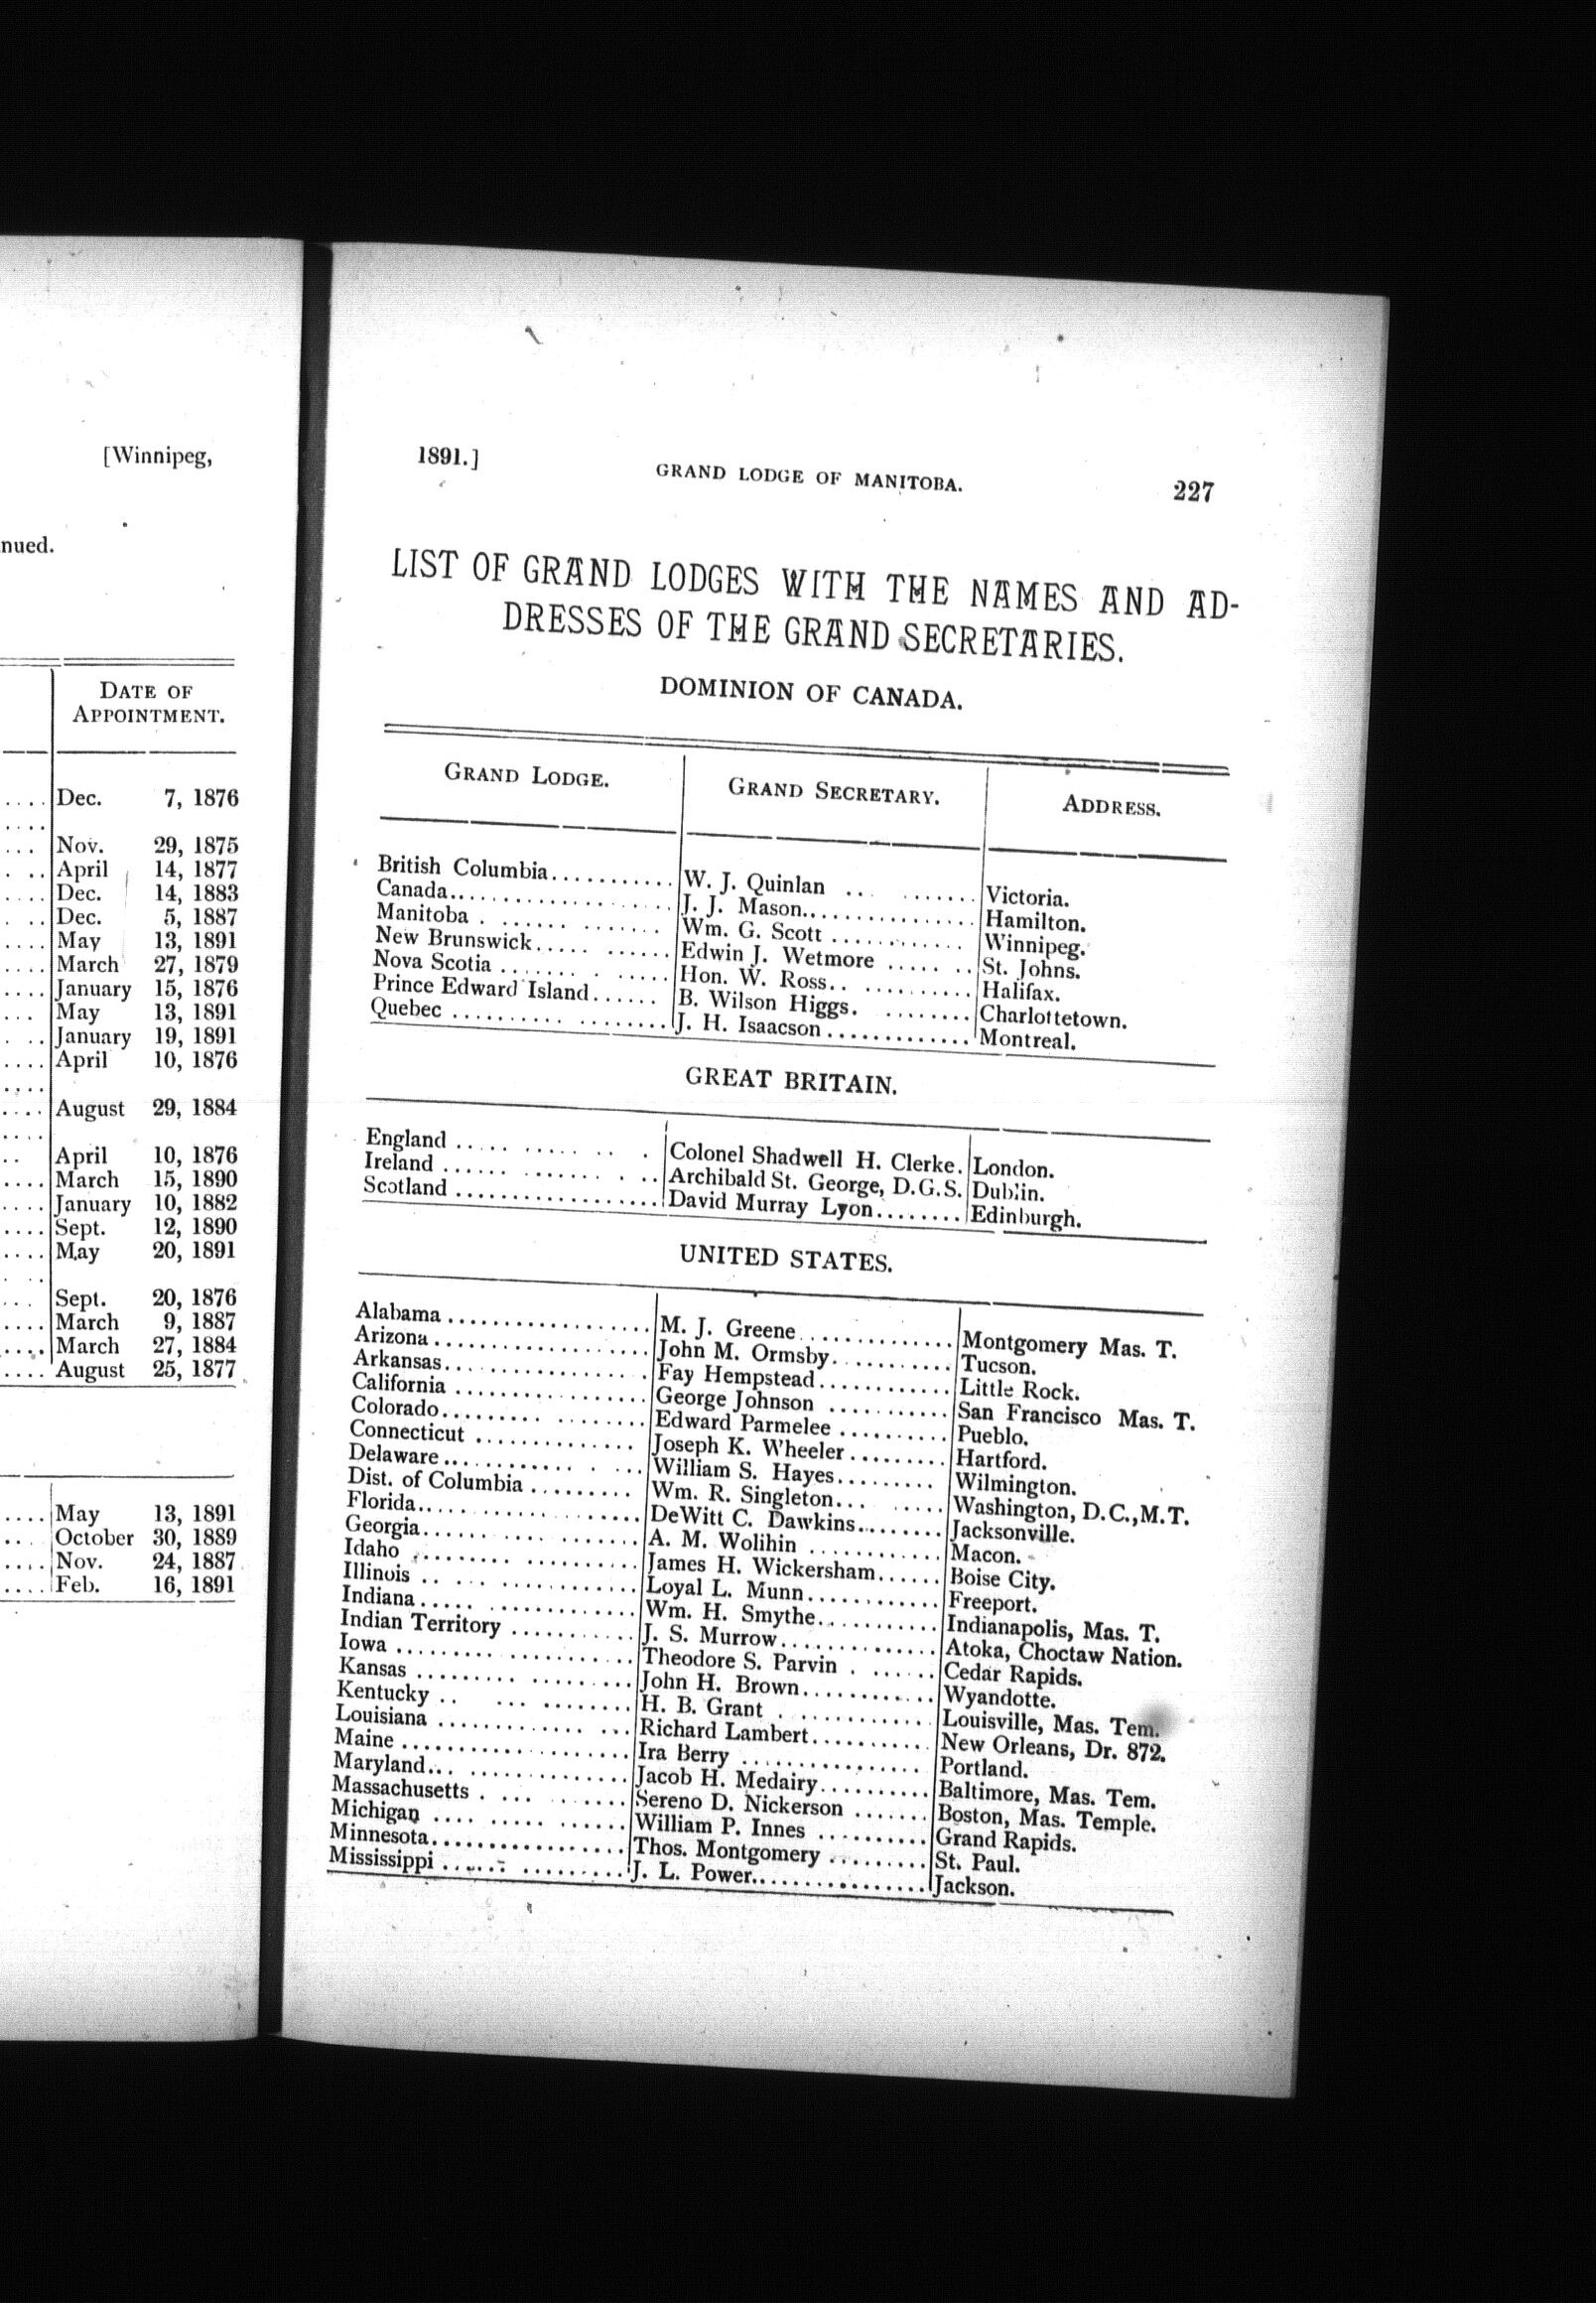 [Winnipeg,
nued.
DATE OF
APPOINTMENT.
.... Dec. 7, 1876
....
... Nov. 29, 1875
. .. April 14, 1877
.... Dec. 14, 1883
. .. Dec. 5, 1887
.... May 13, 1891
.... March 27, 1879
.... January 15, 1876
... May 13, 1891
. .. January 19, 1891
.... April 10, 1876
....
.... August 29, 1884
....
.. April 10, 1876
.... March 15, 1890
.... January 10, 1882
.... Sept. 12, 1890
.... May 20, 1891
. .
... Sept. 20, 1876
.... March 9, 1887
.... March 27, 1884
.... August 25, 1877
.... May 13, 1891
... October 30, 1889
.... Nov. 24, 1887
.... Feb. 16, 1891
1891.] GRAND LODGE OF MANITOBA. 227
LIST OF GRAND LODGES WITH THE NAMES AND AD-
DRESSES OF THE GRAND SECRETARIES.
DOMINION OF CANADA.
GRAND LODGE. GRAND SECRETARY. ADDRESS.
British Columbia........... W. J. Quinlan ... ....... Victoria.
Canada.................... J. J. Mason............... Hamilton.
Manitoba . ...... ....... Wm. G. Scott ............ Winnipeg.
New Brunswick..... ...... Edwin J. Wetmore ..... .. St. Johns.
Nova Scotia ....... . ..... Hon. W. Ross.. .......... Halifax.
Prince Edward Island...... B. Wilson Higgs. ........ Charlottetown.
Quebec .......... ........ J. H. Isaacson ............. Montreal.
GREAT BRITAIN.
England ..... ....... .. . Colonel Shadwell H. Clerke. London.
Ireland ...... ....... . .. Archibald St. George, D.G.S. Dublin.
Scotland .................. David Murray Lyon........ Edinburgh.
UNITED STATES.
Alabama .................. M. J. Greene ............. Montgomery Mas. T.
Arizona ................... John M. Ormsby........... Tucson.
Arkansas.................. Fay Hempstead............ Little Rock.
California ................. George Johnson ........... San Francisco Mas. T.
Colorado......... ........ Edward Parmelee .......... Pueblo.
Connecticut .............. Joseph K. Wheeler ......... Hartford.
Delaware............ . ... William S. Hayes......... Wilmington.
Dist. of Columbia ......... Wm. R. Singleton... ...... Washington, D.C.,M.T.
Florida.................... DeWitt C. Dawkins........ Jacksonville.
Georgia................... A. M. Wolihin ............ Macon.
Idaho ......... .......... James H. Wickersham...... Boise City.
Illinois .. .. ............ Loyal L. Munn............ Freeport.
Indiana..... ............. Wm. H. Smythe........... Indianapolis, Mas. T.
Indian Territory ........... J. S. Murrow.............. Atoka, Choctaw Nation.
Iowa ......... ........... Theodore S. Parvin . ...... Cedar Rapids.
Kansas .......... ......... John H. Brown............ Wyandotte.
Kentucky .. ... ........ H. B. Grant . ............ Louisville, Mas. Tem.
Louisiana ............. ... Richard Lambert........... New Orleans, Dr. 872.
Maine .................... Ira Berry ................ Portland.
Maryland... .............. Jacob H. Medairy.......... Baltimore, Mas. Tem.
Massachusetts . ... ...... Sereno D. Nickerson ....... Boston, Mas. Temple.
Michigan .... ..... ...... William P. Innes .......... Grand Rapids.
Minnesota................. Thos. Montgomery ......... St. Paul.
Mississippi ...... ......... J. L. Power................ Jackson.